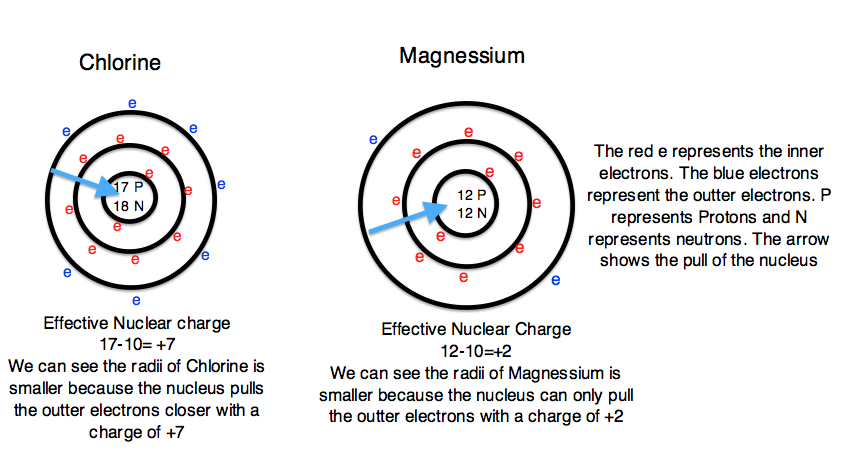 Chlorine
e
e e
e
e e
e
e
e
17 P
18 N
e
e
e
e
e
e
e
e
Effective Nuclear charge
17-10= +7
We can see the radii of Chlorine is
smaller because the nucleus pulls
the outter electrons closer with a
charge of +7
Magnessium
e
e
e
e
e
e
12 P
12 N
e
e
e
e
e
e
Effective Nuclear Charge
12-10=+2
We can see the radii of Magnessium is
smaller because the nucleus can only pull
the outter electrons with a charge of +2
The red e represents the inner
electrons. The blue electrons
represent the outter electrons. P
represents Protons and N
represents neutrons. The arrow
shows the pull of the nucleus